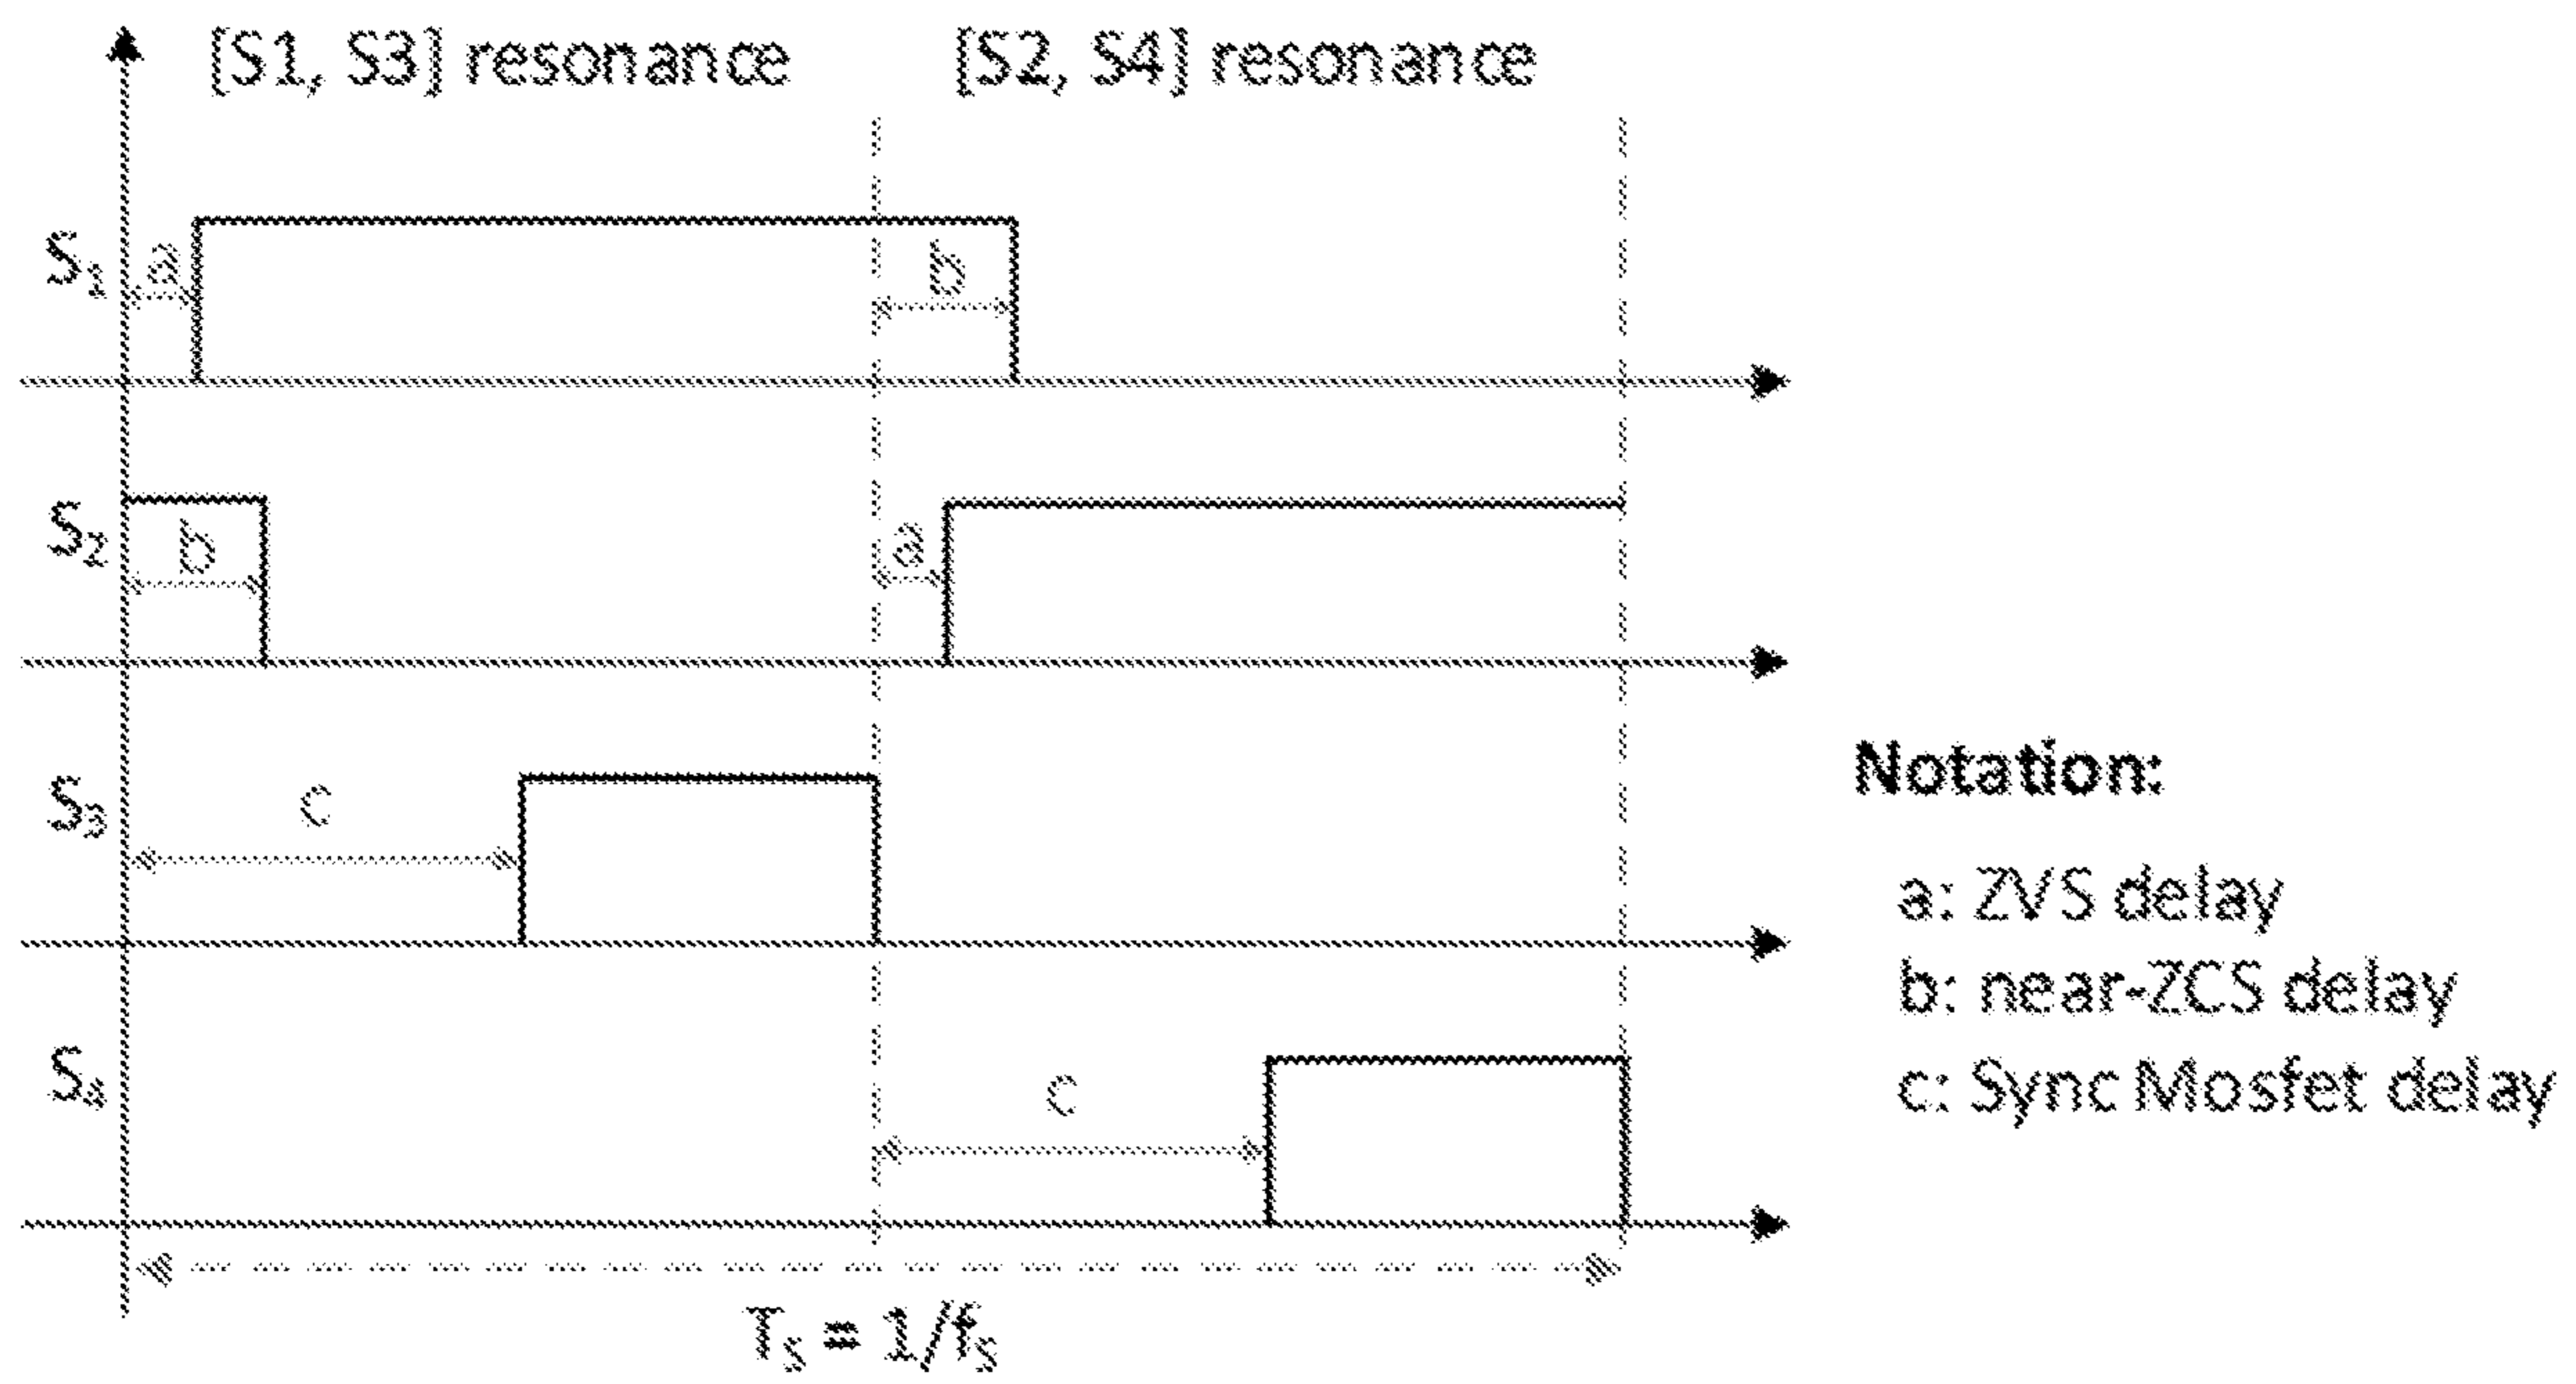 [S1, S3] resonance [S2, S4] resonance
S1 a b
S2 b a
S3 c
S4 c
Notation:
a: ZVS delay
b: near-ZCS delay
c: Sync Mosfet delay
Ts = 1/fs